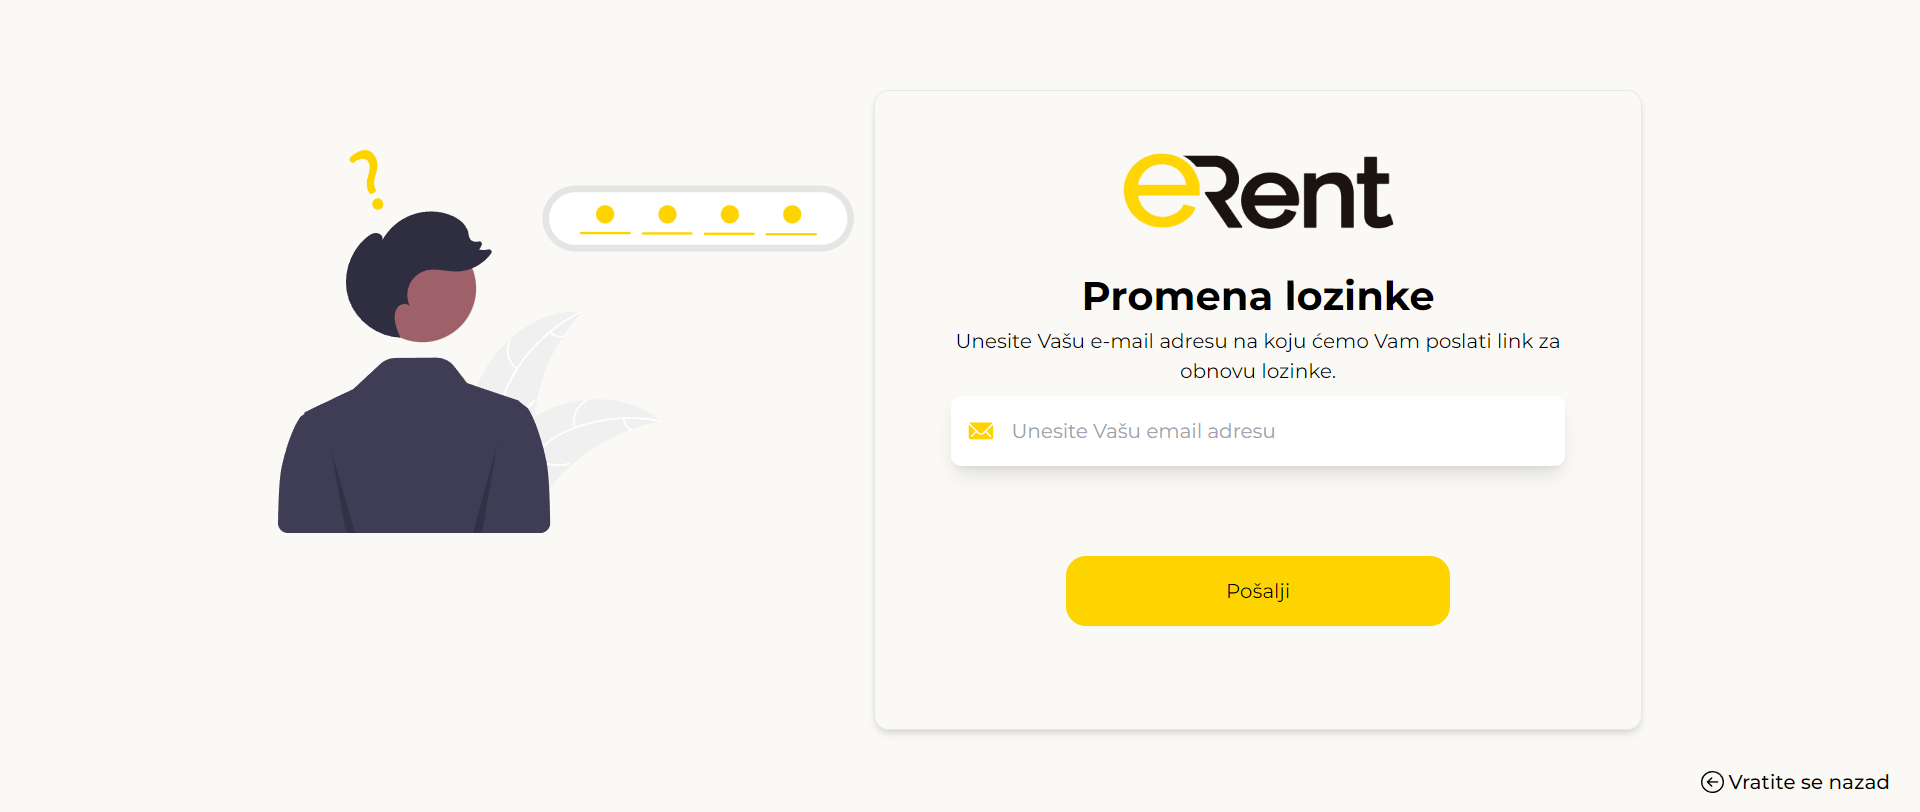 ?
eRent
Promena lozinke
Unesite Vašu e-mail adresu na koju ćemo Vam poslati link za
obnovu lozinke.
Unesite Vašu email adresu
Pošalji
Vratite se nazad